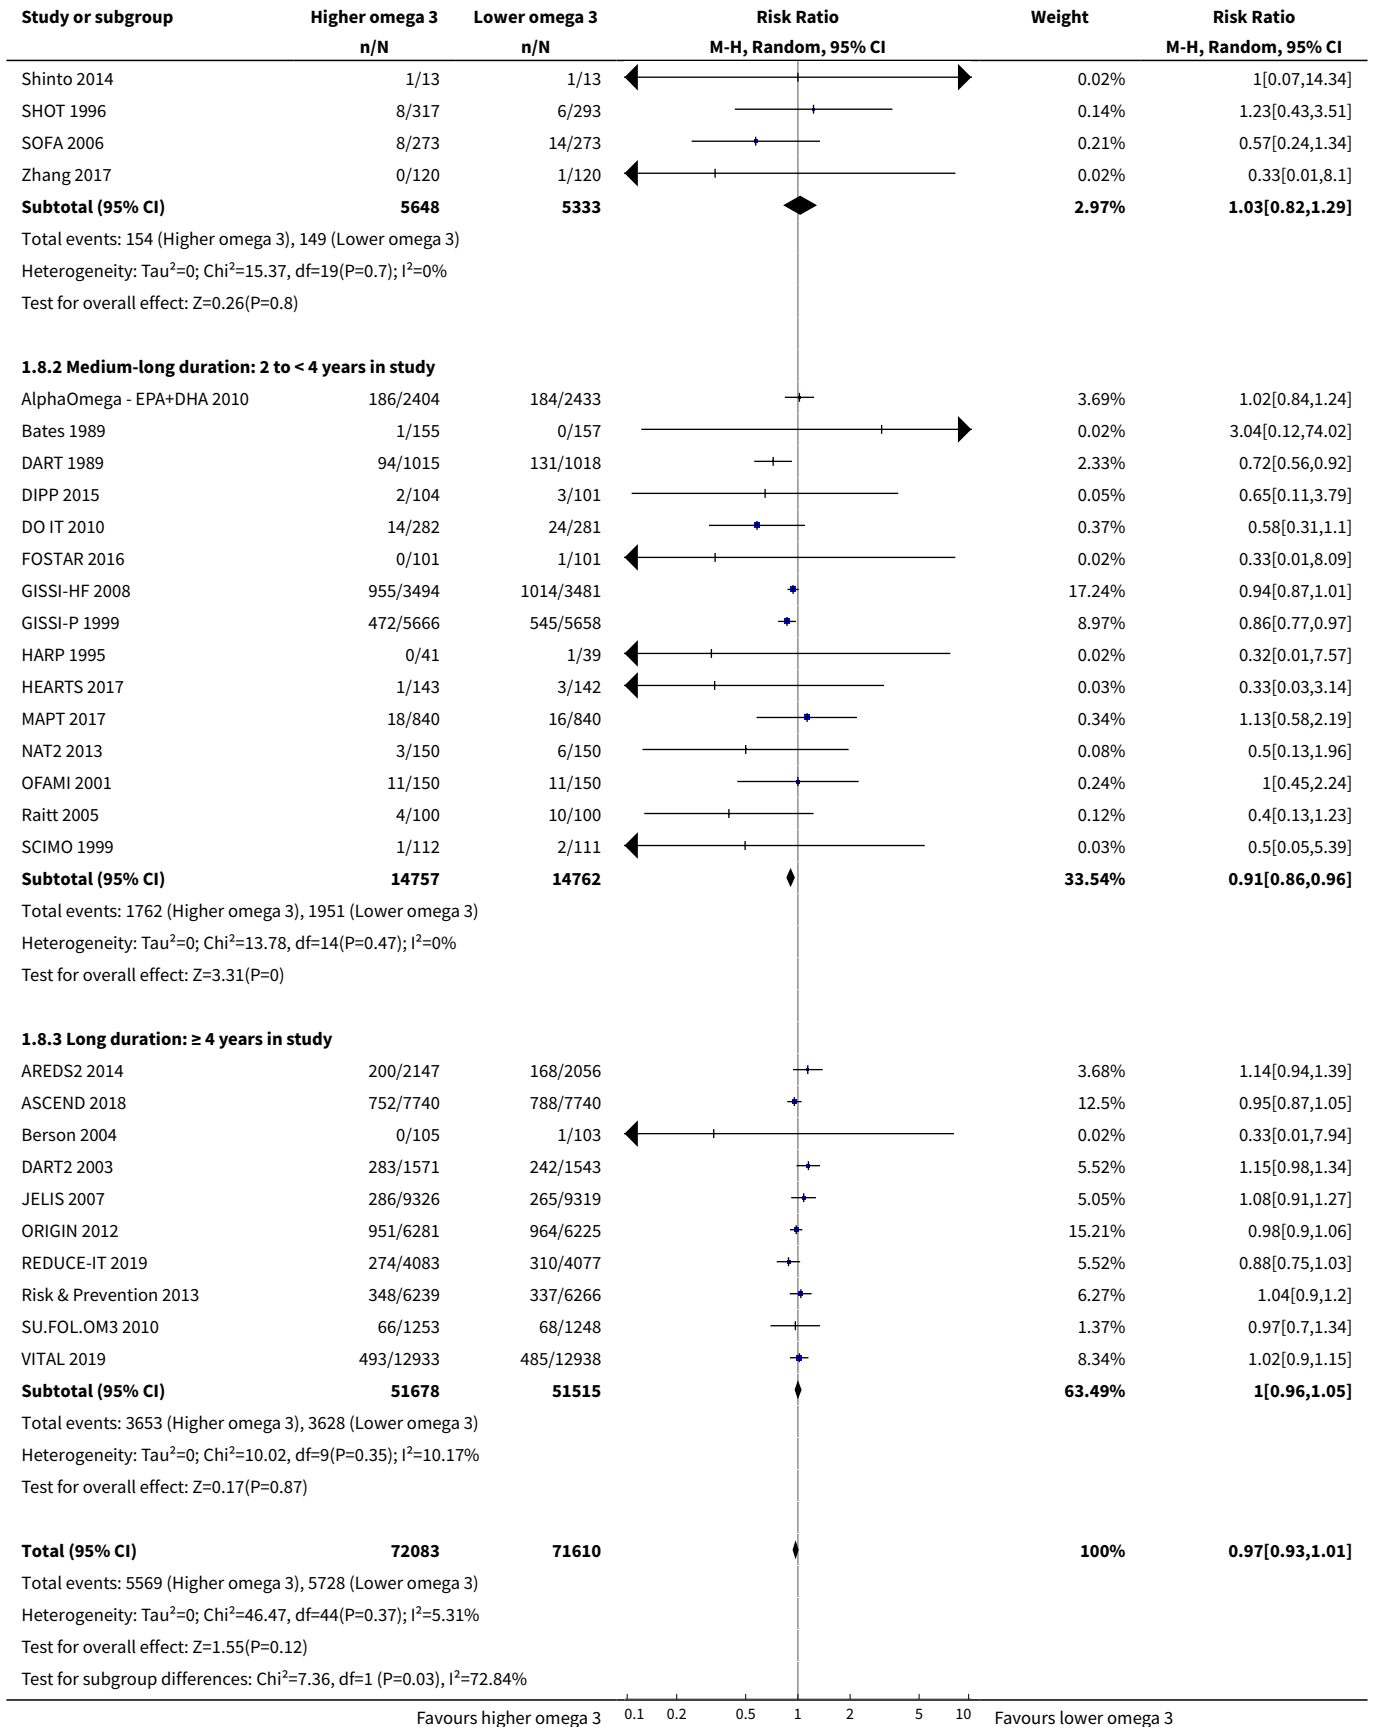 Study or subgroup Higher omega 3 Lower omega 3 Risk Ratio Weight Risk Ratio
n/N n/N M-H, Random, 95% CI M-H, Random, 95% CI
Shinto 2014 1/13 1/13 0.02% 1[0.07,14.34]
SHOT 1996 8/317 6/293 0.14% 1.23[0.43,3.51]
SOFA 2006 8/273 14/273 0.21% 0.57[0.24,1.34]
Zhang 2017 0/120 1/120 0.02% 0.33[0.01,8.1]
Subtotal (95% CI) 5648 5333 2.97% 1.03[0.82,1.29]
Total events: 154 (Higher omega 3), 149 (Lower omega 3)
Heterogeneity: Tau²=0; Chi²=15.37, df=19(P=0.7); I²=0%
Test for overall effect: Z=0.26(P=0.8)
1.8.2 Medium-long duration: 2 to < 4 years in study
AlphaOmega - EPA+DHA 2010 186/2404 184/2433 3.69% 1.02[0.84,1.24]
Bates 1989 1/155 0/157 0.02% 3.04[0.12,74.02]
DART 1989 94/1015 131/1018 2.33% 0.72[0.56,0.92]
DIPP 2015 2/104 3/101 0.05% 0.65[0.11,3.79]
DO IT 2010 14/282 24/281 0.37% 0.58[0.31,1.1]
FOSTAR 2016 0/101 1/101 0.02% 0.33[0.01,8.09]
GISSI-HF 2008 955/3494 1014/3481 17.24% 0.94[0.87,1.01]
GISSI-P 1999 472/5666 545/5658 8.97% 0.86[0.77,0.97]
HARP 1995 0/41 1/39 0.02% 0.32[0.01,7.57]
HEARTS 2017 1/143 3/142 0.03% 0.33[0.03,3.14]
MAPT 2017 18/840 16/840 0.34% 1.13[0.58,2.19]
NAT2 2013 3/150 6/150 0.08% 0.5[0.13,1.96]
OFAMI 2001 11/150 11/150 0.24% 1[0.45,2.24]
Raitt 2005 4/100 10/100 0.12% 0.4[0.13,1.23]
SCIMO 1999 1/112 2/111 0.03% 0.5[0.05,5.39]
Subtotal (95% CI) 14757 14762 33.54% 0.91[0.86,0.96]
Total events: 1762 (Higher omega 3), 1951 (Lower omega 3)
Heterogeneity: Tau²=0; Chi²=13.78, df=14(P=0.47); I²=0%
Test for overall effect: Z=3.31(P=0)
1.8.3 Long duration: ≥ 4 years in study
AREDS2 2014 200/2147 168/2056 3.68% 1.14[0.94,1.39]
ASCEND 2018 752/7740 788/7740 12.5% 0.95[0.87,1.05]
Berson 2004 0/105 1/103 0.02% 0.33[0.01,7.94]
DART2 2003 283/1571 242/1543 5.52% 1.15[0.98,1.34]
JELIS 2007 286/9326 265/9319 5.05% 1.08[0.91,1.27]
ORIGIN 2012 951/6281 964/6225 15.21% 0.98[0.9,1.06]
REDUCE-IT 2019 274/4083 310/4077 5.52% 0.88[0.75,1.03]
Risk & Prevention 2013 348/6239 337/6266 6.27% 1.04[0.9,1.2]
SU.FOL.OM3 2010 66/1253 68/1248 1.37% 0.97[0.7,1.34]
VITAL 2019 493/12933 485/12938 8.34% 1.02[0.9,1.15]
Subtotal (95% CI) 51678 51515 63.49% 1[0.96,1.05]
Total events: 3653 (Higher omega 3), 3628 (Lower omega 3)
Heterogeneity: Tau²=0; Chi²=10.02, df=9(P=0.35); I²=10.17%
Test for overall effect: Z=0.17(P=0.87)
Total (95% CI) 72083 71610 100% 0.97[0.93,1.01]
Total events: 5569 (Higher omega 3), 5728 (Lower omega 3)
Heterogeneity: Tau²=0; Chi²=46.47, df=44(P=0.37); I²=5.31%
Test for overall effect: Z=1.55(P=0.12)
Test for subgroup differences: Chi²=7.36, df=1 (P=0.03), I²=72.84%
Favours higher omega 3 0.1 0.2 0.5 1 2 5 10 Favours lower omega 3